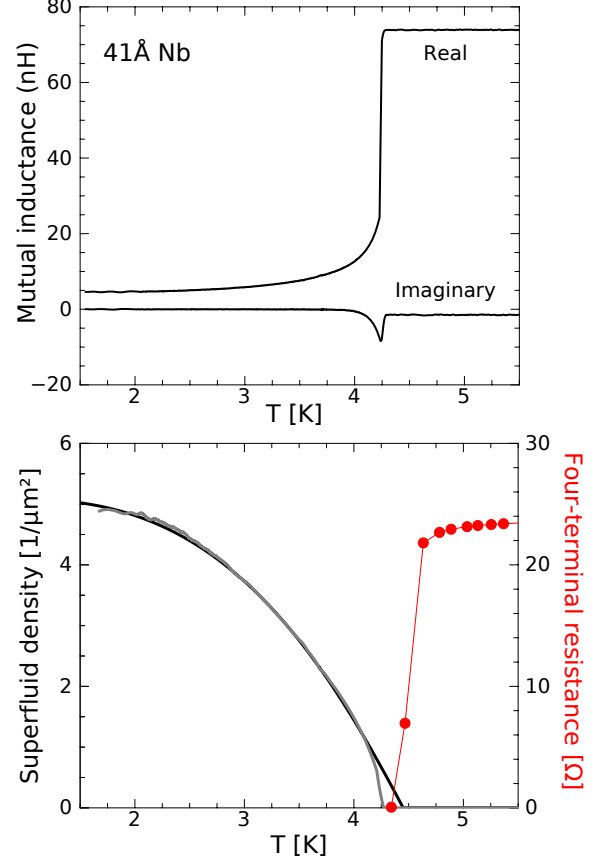 80
60
40
20
0
−20
Mutual inductance (nH)
41Å Nb
Real
Imaginary
2 3 4 5
T [K]
6
4
2
0
Superfluid density [1/μm²]
30
20
10
0
Four-terminal resistance [Ω]
2 3 4 5
T [K]